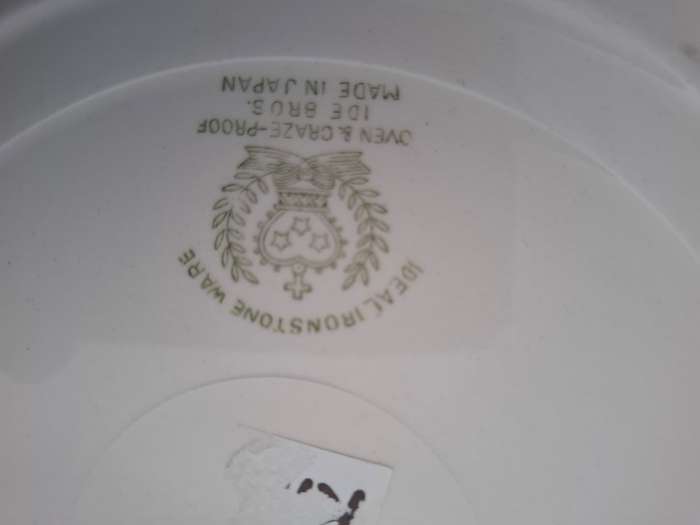 IDEAL IRONSTONE WARE
OVEN & CRAZE-PROOF
IDE BROS.
MADE IN JAPAN